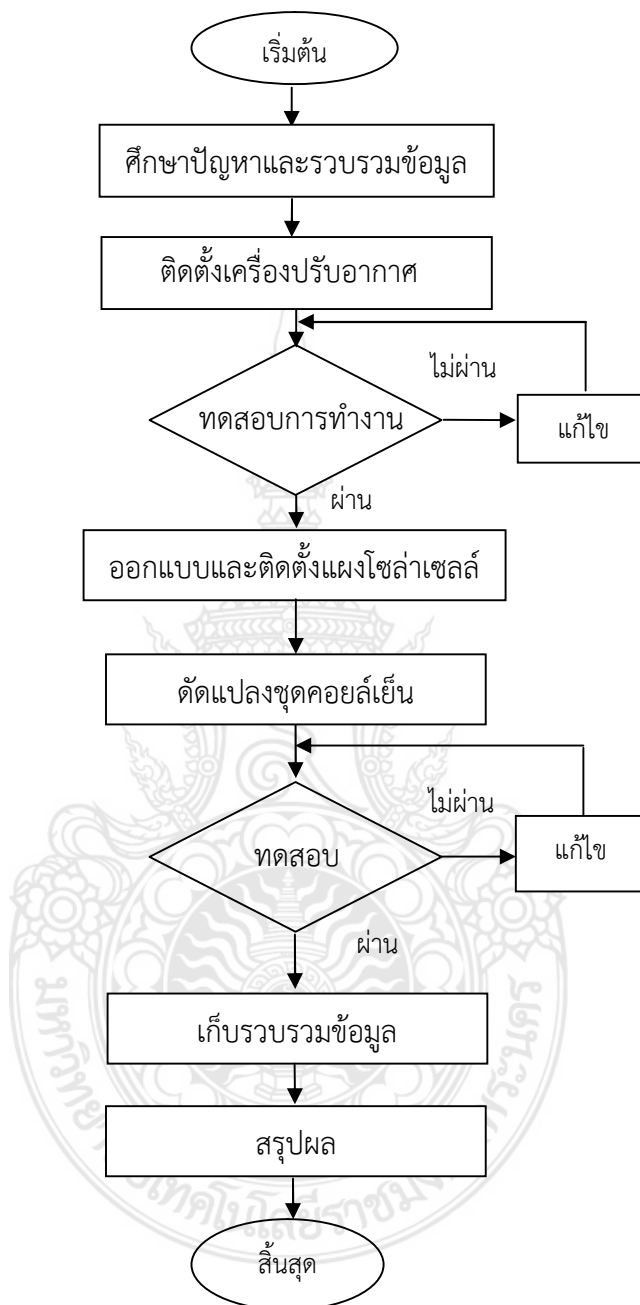 เริ่มต้น
ศึกษาปัญหาและรวบรวมข้อมูล
ติดตั้งเครื่องปรับอากาศ
ไม่ผ่าน
ทดสอบการทำงาน
แก้ไข
ผ่าน
ออกแบบและติดตั้งแผงโซล่าเซลล์
ดัดแปลงชุดคอยล์เย็น
ไม่ผ่าน
ทดสอบ
แก้ไข
ผ่าน
เก็บรวบรวมข้อมูล
สรุปผล
สิ้นสุด